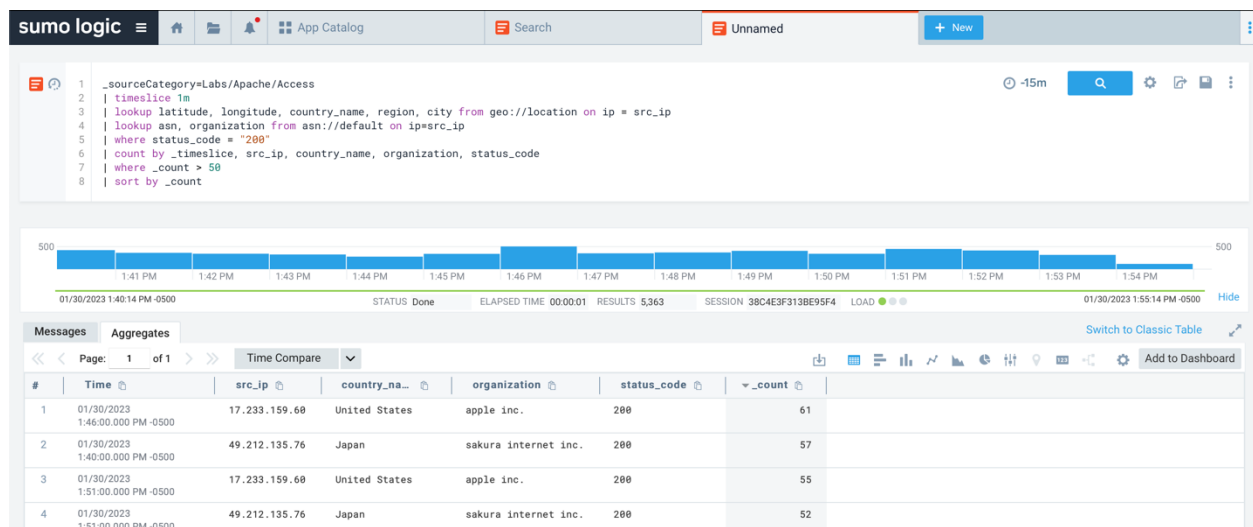 sumo logic App Catalog Search Unnamed + New
1 _sourceCategory=Labs/Apache/Access -15m
2 | timeslice 1m
3 | lookup latitude, longitude, country_name, region, city from geo://location on ip = src_ip
4 | lookup asn, organization from asn://default on ip=src_ip
5 | where status_code = "200"
6 | count by _timeslice, src_ip, country_name, organization, status_code
7 | where _count > 50
8 | sort by _count
500 500
1:41 PM 1:42 PM 1:43 PM 1:44 PM 1:45 PM 1:46 PM 1:47 PM 1:48 PM 1:49 PM 1:50 PM 1:51 PM 1:52 PM 1:53 PM 1:54 PM
01/30/2023 1:40:14 PM -0500 STATUS Done ELAPSED TIME 00:00:01 RESULTS 5,363 SESSION 38C4E3F313BE95F4 LOAD 01/30/2023 1:55:14 PM -0500 Hide
Messages Aggregates Switch to Classic Table
Page: 1 of 1 Time Compare Add to Dashboard
# Time src_ip country_na... organization status_code _count
1 01/30/2023 17.233.159.60 United States apple inc. 200 61
1:46:00.000 PM -0500
2 01/30/2023 49.212.135.76 Japan sakura internet inc. 200 57
1:40:00.000 PM -0500
3 01/30/2023 17.233.159.60 United States apple inc. 200 55
1:51:00.000 PM -0500
4 01/30/2023 49.212.135.76 Japan sakura internet inc. 200 52
1:51:00.000 PM -0500